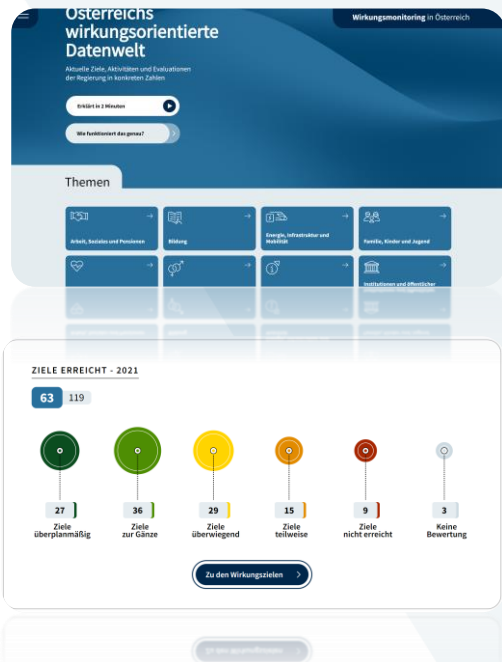 Österreichs
wirkungsorientierte
Datenwelt
Wirkungsmonitoring in Österreich
Aktuelle Ziele, Aktivitäten und Evaluationen
der Regierung in konkreten Zahlen
Erklärt in 2 Minuten
Wie funktioniert das genau?
Themen
Arbeit, Soziales und Pensionen
Bildung
Energie, Infrastruktur und
Mobilität
Familie, Kinder und Jugend
Institutionen und öffentlicher
ZIELE ERREICHT - 2021
63 119
27
Ziele
überplanmäßig
36
Ziele
zur Gänze
29
Ziele
überwiegend
15
Ziele
teilweise
9
Ziele
nicht erreicht
3
Keine
Bewertung
Zu den Wirkungszielen